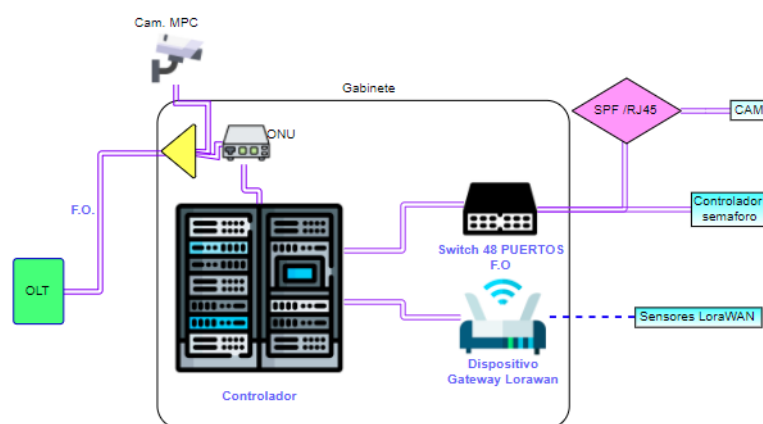 Cam. MPC
Gabinete
SPF /RJ45
CAM
ONU
F.O.
Controlador
semaforo
Switch 48 PUERTOS
F.O
OLT
Sensores LoraWAN
Dispositivo
Gateway Lorawan
Controlador